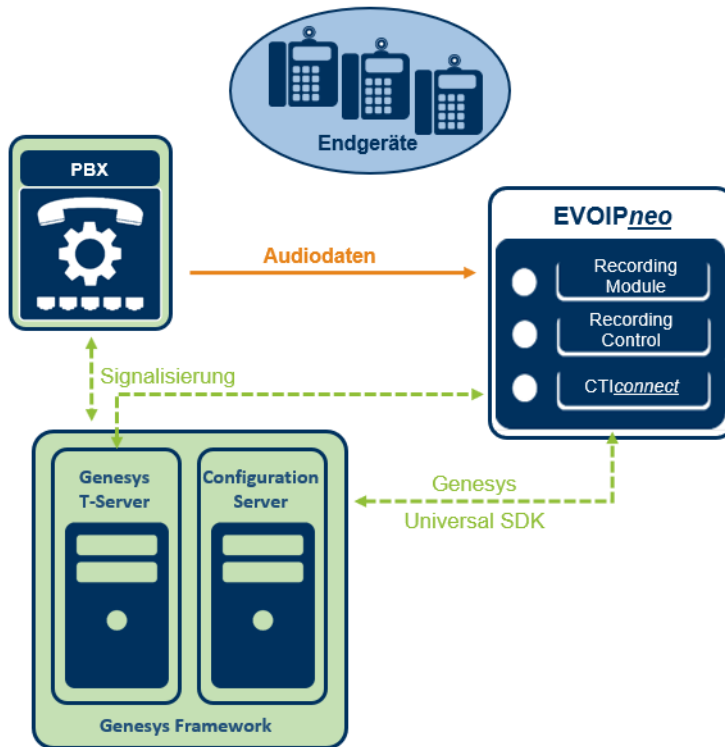 Endgeräte
PBX
EVOIPneo
Audiodaten
Recording
Module
Recording
Control
CTIconnect
Signalisierung
Genesys
T-Server
Configuration
Server
Genesys
Universal SDK
Genesys Framework